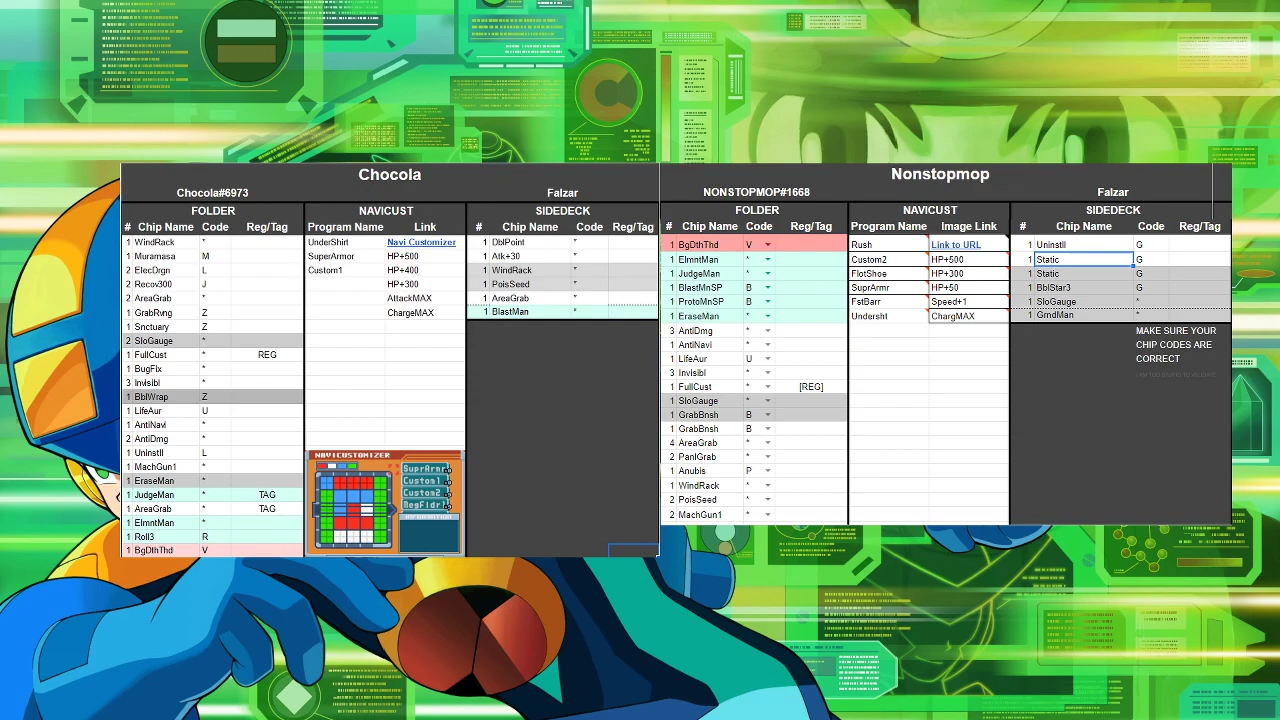 Chocola
Chocola#6973 Falzar
FOLDER NAVICUST SIDEDECK
# Chip Name Code Reg/Tag Program Name Link # Chip Name Code Reg/Tag
1 WindRack * UnderShirt Navi Customizer 1 DblPoint *
1 Muramasa M SuperArmor HP+500 1 Atk+30 *
2 ElecDrgn L Custom1 HP+400 1 WindRack *
2 Recov300 J HP+300 1 PoisSeed *
2 AreaGrab * AttackMAX 1 AreaGrab *
1 GrabRvng Z ChargeMAX 1 BlastMan *
1 Snctuary Z
2 SloGauge *
1 FullCust * REG
1 BugFix *
3 Invisibl *
1 BblWrap Z
1 LifeAur U
1 AntiNavi *
2 AntiDmg *
1 Uninstll L
1 MachGun1 *
1 EraseMan *
1 JudgeMan * TAG
1 AreaGrab * TAG
1 ElmntMan *
1 Roll3 R
1 BgDthThd V
NAVICUSTOMIZER
SuprArmr
Custom1
Custom2
Nonstopmop
NONSTOPMOP#1668 Falzar
FOLDER NAVICUST SIDEDECK
# Chip Name Code Reg/Tag Program Name Image Link # Chip Name Code Reg/Tag
1 BgDthThd V Rush Link to URL 1 Uninstll G
1 ElmntMan * Custom2 HP+500 1 Static G
1 JudgeMan * FlotShoe HP+300 1 Static G
1 BlastMnSP B SuprArmr HP+50 1 BblStar3 G
1 ProtoMnSP B FstBarr Speed+1 1 SloGauge *
1 EraseMan * Undersht ChargMAX 1 GrndMan *
3 AntiDmg * MAKE SURE YOUR
1 AntiNavi * CHIP CODES ARE
1 LifeAur U CORRECT
3 Invisibl *
1 FullCust * [REG]
1 SloGauge *
1 GrabBnsh B
1 GrabBnsh B
4 AreaGrab *
2 PanlGrab *
1 Anubis P
1 WindRack *
2 PoisSeed *
2 MachGun1 *